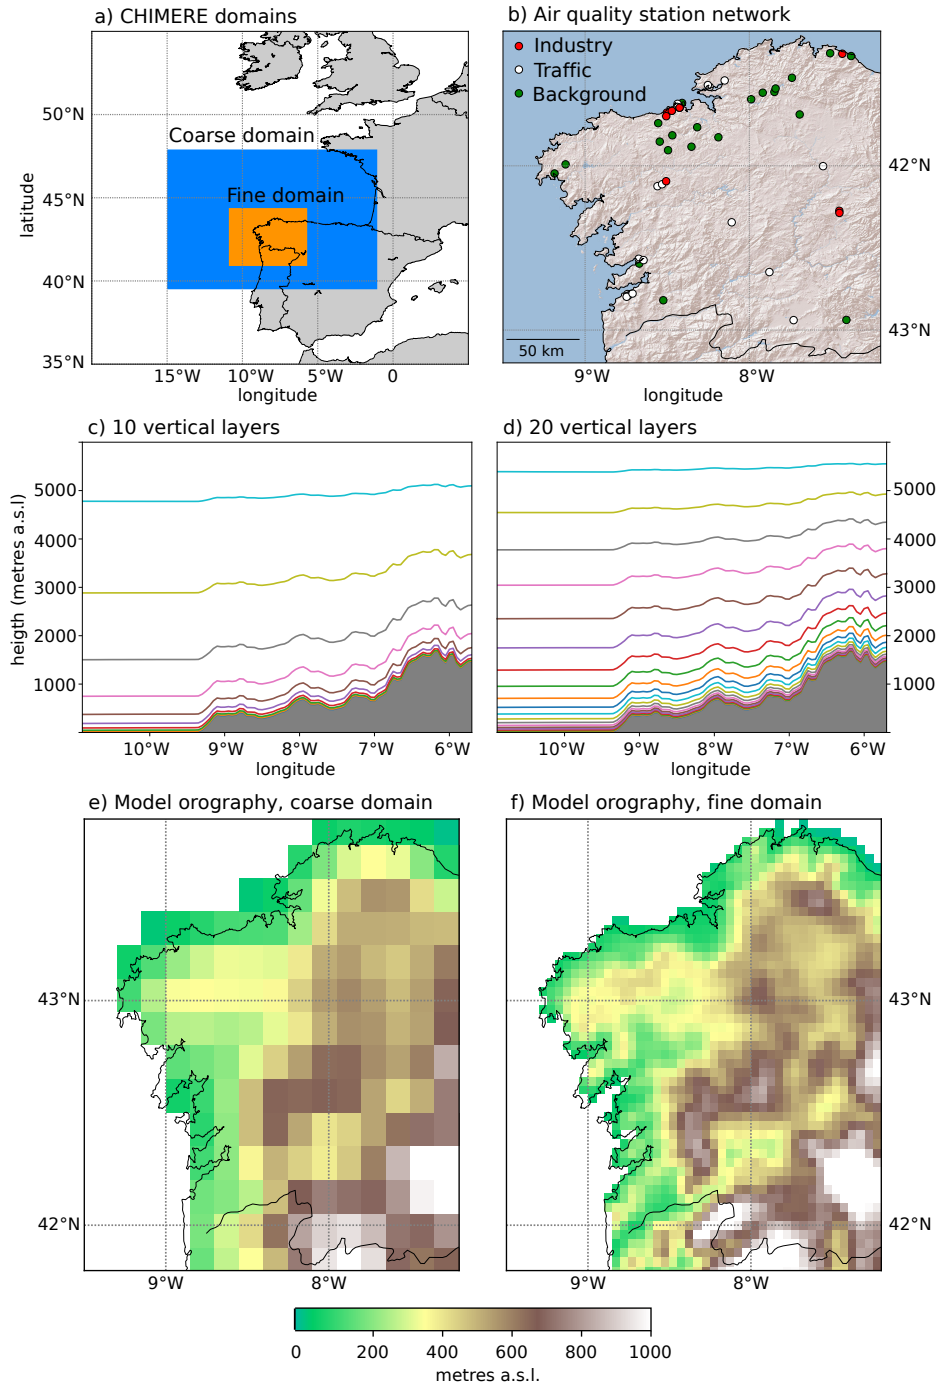 a) CHIMERE domains
50°N
45°N
40°N
35°N
latitude
Coarse domain
Fine domain
15°W 10°W 5°W 0
longitude
b) Air quality station network
Industry
Traffic
Background
42°N
43°N
50 km
9°W 8°W
longitude
c) 10 vertical layers
5000
4000
3000
2000
1000
heigth (metres a.s.l)
10°W 9°W 8°W 7°W 6°W
longitude
d) 20 vertical layers
5000
4000
3000
2000
1000
10°W 9°W 8°W 7°W 6°W
longitude
e) Model orography, coarse domain
43°N
42°N
9°W 8°W
f) Model orography, fine domain
43°N
42°N
9°W 8°W
0 200 400 600 800 1000
metres a.s.l.